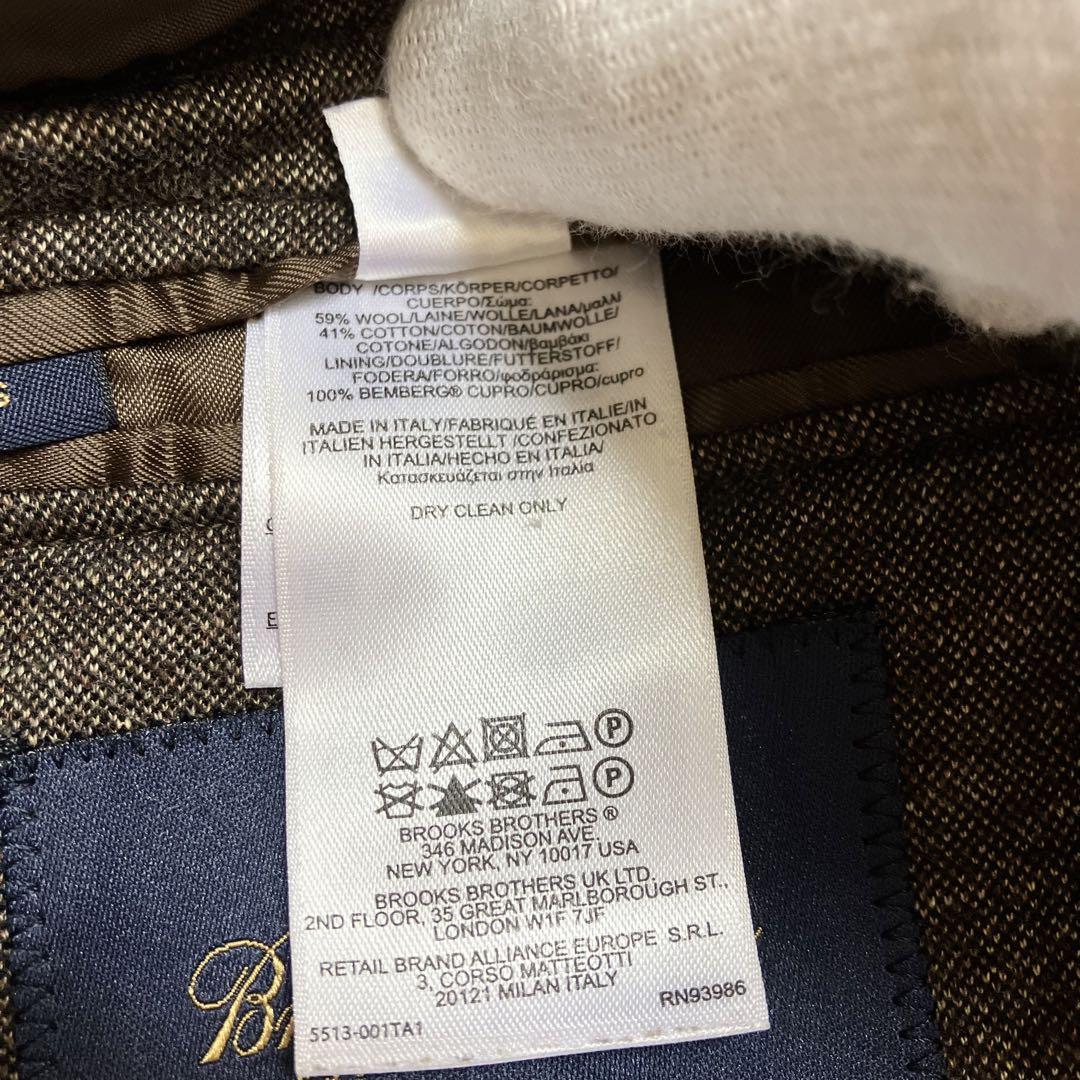 BODY /CORPS/KÖRPER/CORPETTO/
CUERPO/Σώμα:
59% WOOL/LAINE/WOLLE/LANA/μαλλί
41% COTTON/COTON/BAUMWOLLE/
COTONE/ALGODON/Βαμβάκι
LINING/DOUBLURE/FUTTERSTOFF/
FODERA/FORRO/φοδράρισμα:
100% BEMBERG® CUPRO/CUPRO/cupro
MADE IN ITALY/FABRIQUÉ EN ITALIE/IN
ITALIEN HERGESTELLT /CONFEZIONATO
IN ITALIA/HECHO EN ITALIA/
Κατασκευάζεται στην Ιταλία
DRY CLEAN ONLY
P
P
BROOKS BROTHERS ®
346 MADISON AVE.
NEW YORK, NY 10017 USA
BROOKS BROTHERS UK LTD.
2ND FLOOR, 35 GREAT MARLBOROUGH ST.,
LONDON W1F 7JF
RETAIL BRAND ALLIANCE EUROPE S.R.L.
3, CORSO MATTEOTTI
20121 MILAN ITALY
RN93986
5513-001TA1